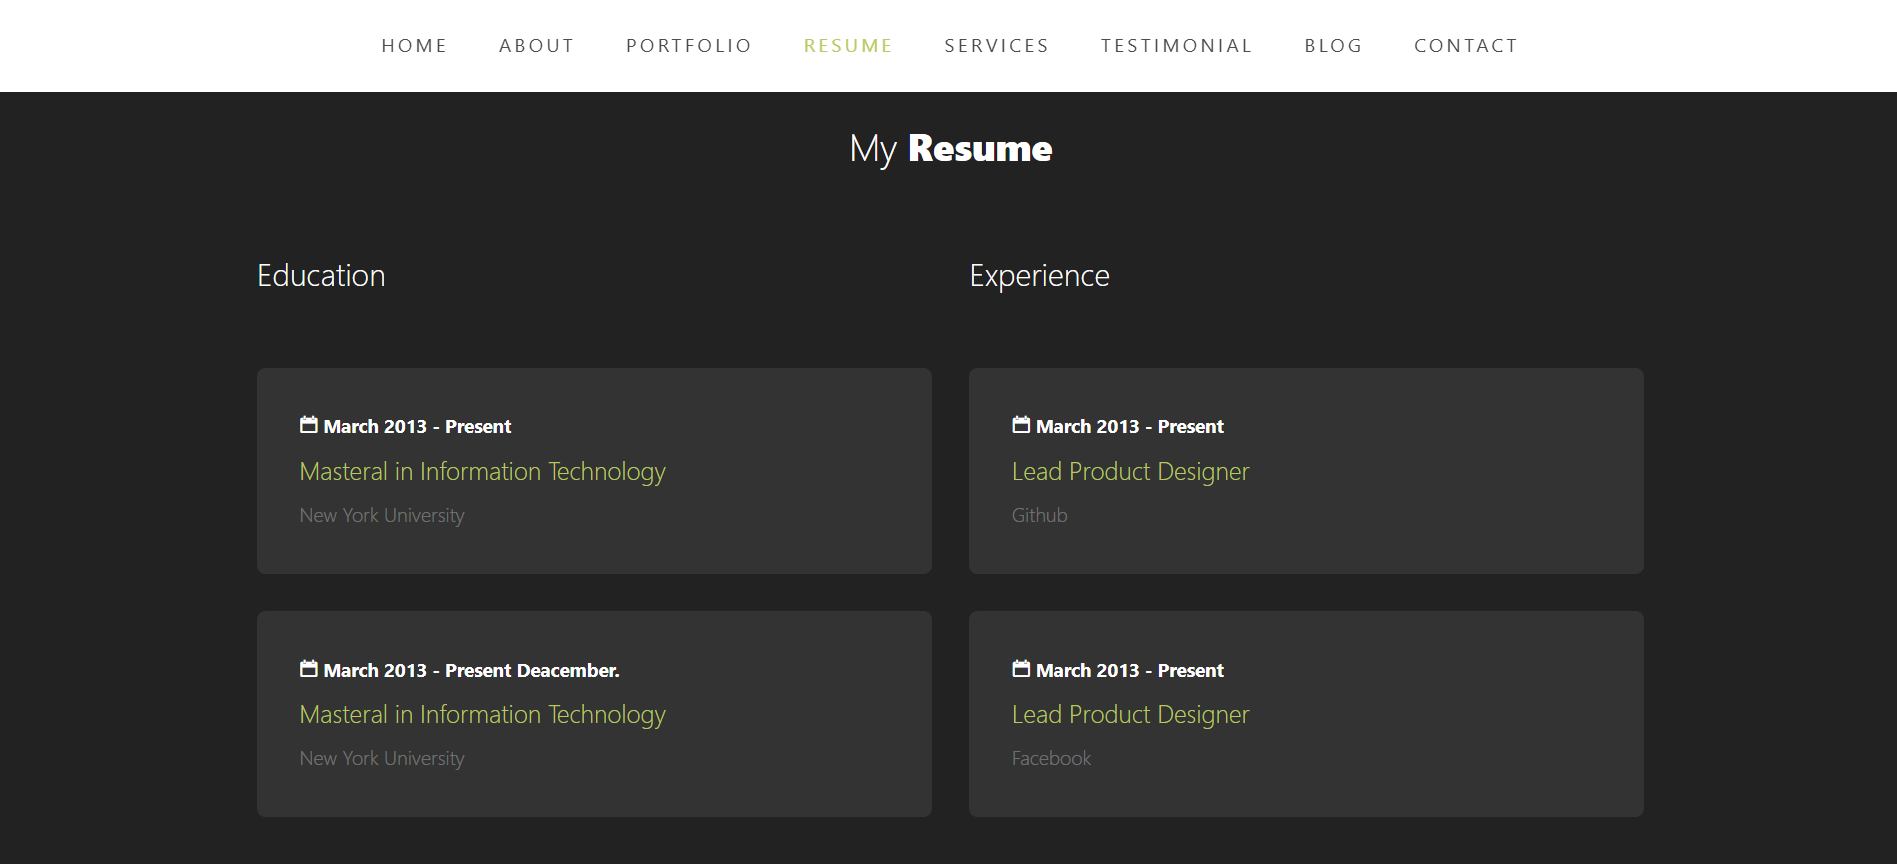 HOME ABOUT PORTFOLIO RESUME SERVICES TESTIMONIAL BLOG CONTACT
My Resume
Education
March 2013 - Present
Masteral in Information Technology
New York University
March 2013 - Present Deacember.
Masteral in Information Technology
New York University
Experience
March 2013 - Present
Lead Product Designer
Github
March 2013 - Present
Lead Product Designer
Facebook